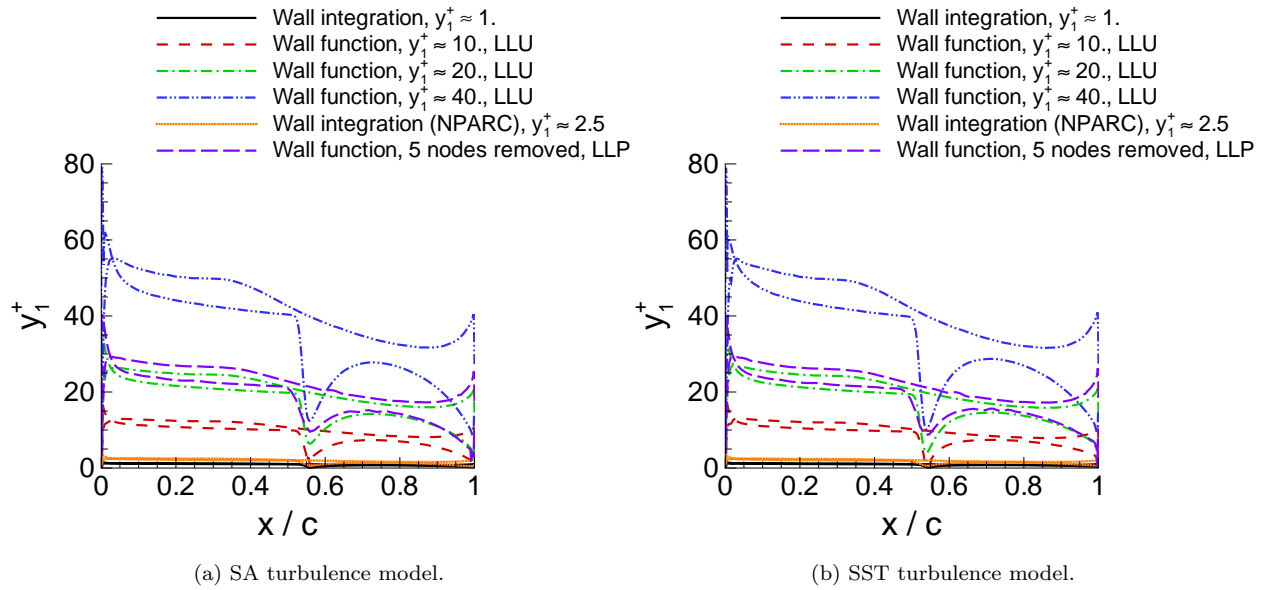 Wall integration, y₁⁺ ≈ 1.
Wall function, y₁⁺ ≈ 10., LLU
Wall function, y₁⁺ ≈ 20., LLU
Wall function, y₁⁺ ≈ 40., LLU
Wall integration (NPARC), y₁⁺ ≈ 2.5
Wall function, 5 nodes removed, LLP
80
60
40
20
0
y₁⁺
0 0.2 0.4 0.6 0.8 1
x / c
(a) SA turbulence model.
Wall integration, y₁⁺ ≈ 1.
Wall function, y₁⁺ ≈ 10., LLU
Wall function, y₁⁺ ≈ 20., LLU
Wall function, y₁⁺ ≈ 40., LLU
Wall integration (NPARC), y₁⁺ ≈ 2.5
Wall function, 5 nodes removed, LLP
80
60
40
20
0
y₁⁺
0 0.2 0.4 0.6 0.8 1
x / c
(b) SST turbulence model.